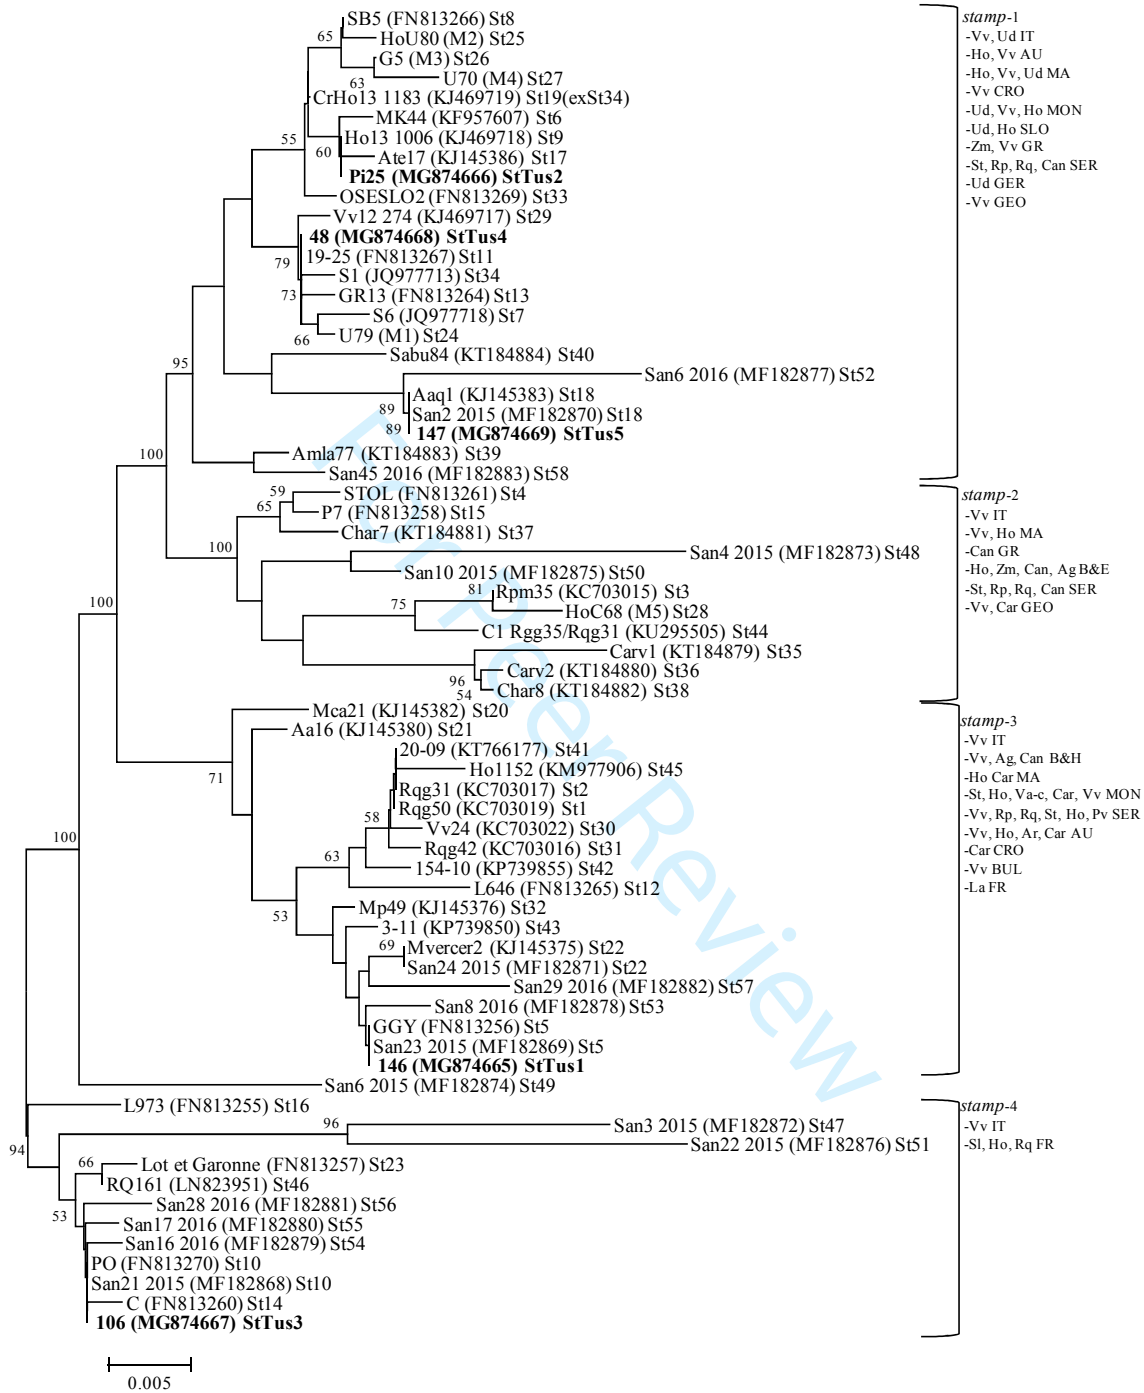 SB5 (FN813266) St8
65
HoU80 (M2) St25
G5 (M3) St26
63
U70 (M4) St27
CrHo13 1183 (KJ469719) St19(exSt34)
MK44 (KF957607) St6
55
Ho13 1006 (KJ469718) St9
60
Ate17 (KJ145386) St17
Pi25 (MG874666) StTus2
OSESLO2 (FN813269) St33
Vv12 274 (KJ469717) St29
48 (MG874668) StTus4
79
19-25 (FN813267) St11
S1 (JQ977713) St34
73
GR13 (FN813264) St13
S6 (JQ977718) St7
66
U79 (M1) St24
Sabu84 (KT184884) St40
95
San6 2016 (MF182877) St52
Aaq1 (KJ145383) St18
89
San2 2015 (MF182870) St18
89
147 (MG874669) StTus5
Amla77 (KT184883) St39
100
San45 2016 (MF182883) St58
stamp-1
-Vv, Ud IT
-Ho, Vv AU
-Ho, Vv, Ud MA
-Vv CRO
-Ud, Vv, Ho MON
-Ud, Ho SLO
-Zm, Vv GR
-St, Rp, Rq, Can SER
-Ud GER
-Vv GEO
59
STOL (FN813261) St4
65
P7 (FN813258) St15
Char7 (KT184881) St37
100
San4 2015 (MF182873) St48
San10 2015 (MF182875) St50
81
Rpm35 (KC703015) St3
75
HoC68 (M5) St28
100
C1 Rgg35/Rqg31 (KU295505) St44
Carv1 (KT184879) St35
Carv2 (KT184880) St36
96
Char8 (KT184882) St38
54
stamp-2
-Vv IT
-Vv, Ho MA
-Can GR
-Ho, Zm, Can, Ag B&E
-St, Rp, Rq, Can SER
-Vv, Car GEO
Mca21 (KJ145382) St20
Aa16 (KJ145380) St21
71
20-09 (KT766177) St41
Ho1152 (KM977906) St45
Rqg31 (KC703017) St2
Rqg50 (KC703019) St1
58
Vv24 (KC703022) St30
100
Rqg42 (KC703016) St31
63
154-10 (KP739855) St42
L646 (FN813265) St12
53
Mp49 (KJ145376) St32
3-11 (KP739850) St43
69
Mvercer2 (KJ145375) St22
San24 2015 (MF182871) St22
San29 2016 (MF182882) St57
San8 2016 (MF182878) St53
GGY (FN813256) St5
San23 2015 (MF182869) St5
146 (MG874665) StTus1
San6 2015 (MF182874) St49
stamp-3
-Vv IT
-Vv, Ag, Can B&H
-Ho Car MA
-St, Ho, Va-c, Car, Vv MON
-Vv, Rp, Rq, St, Ho, Pv SER
-Vv, Ho, Ar, Car AU
-Car CRO
-Vv BUL
-La FR
L973 (FN813255) St16
96
San3 2015 (MF182872) St47
94
San22 2015 (MF182876) St51
66
Lot et Garonne (FN813257) St23
RQ161 (LN823951) St46
San28 2016 (MF182881) St56
53
San17 2016 (MF182880) St55
San16 2016 (MF182879) St54
PO (FN813270) St10
San21 2015 (MF182868) St10
C (FN813260) St14
106 (MG874667) StTus3
stamp-4
-Vv IT
-Sl, Ho, Rq FR
0.005
For Peer Review